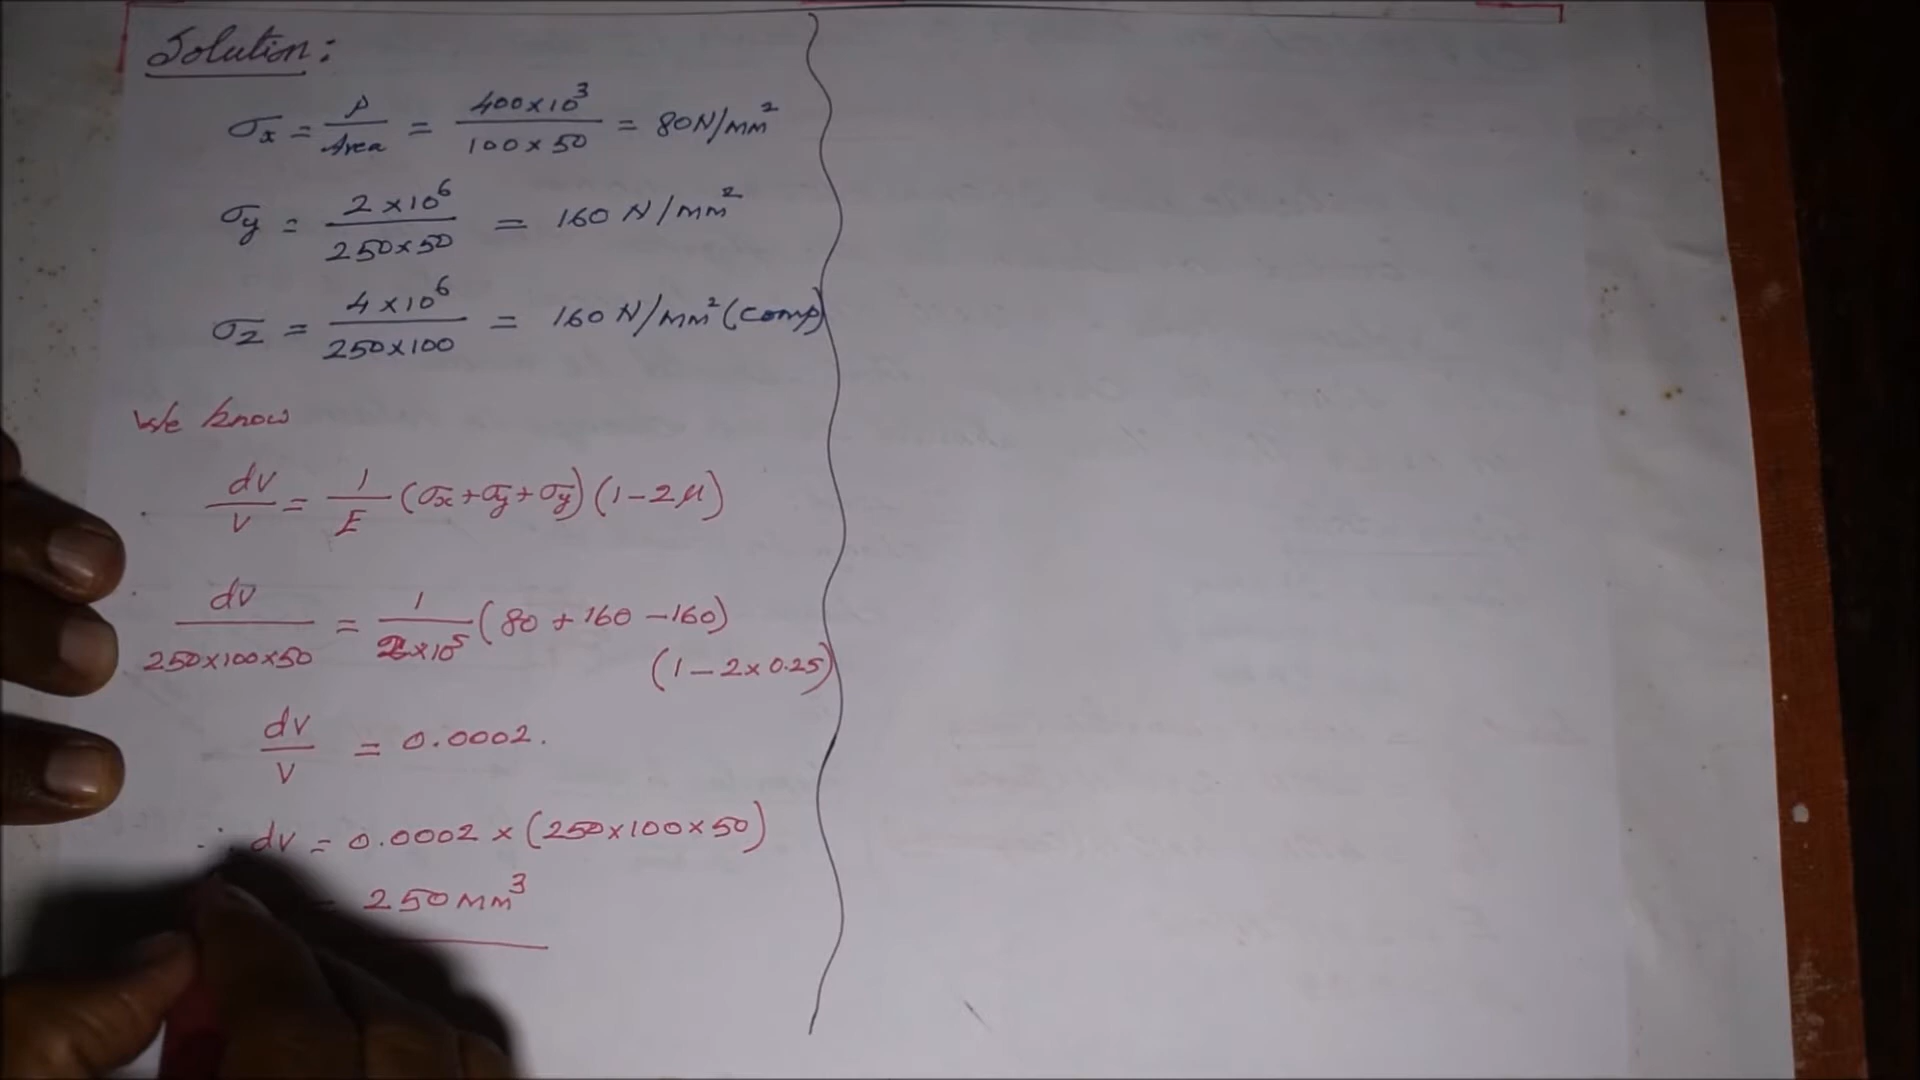 Solution:
σx = P/Area = 400×10³/100×50 = 80N/mm²
σy = 2×10⁶/250×50 = 160 N/mm²
σz = 4×10⁶/250×100 = 160 N/mm² (comp)
We know
dv/v = 1/E (σx+σy+σy) (1-2μ)
dv/250×100×50 = 1/2×10⁵ (80+160-160)
(1-2×0.25)
dv/v = 0.0002.
∴ dv = 0.0002 × (250×100×50)
= 250mm³